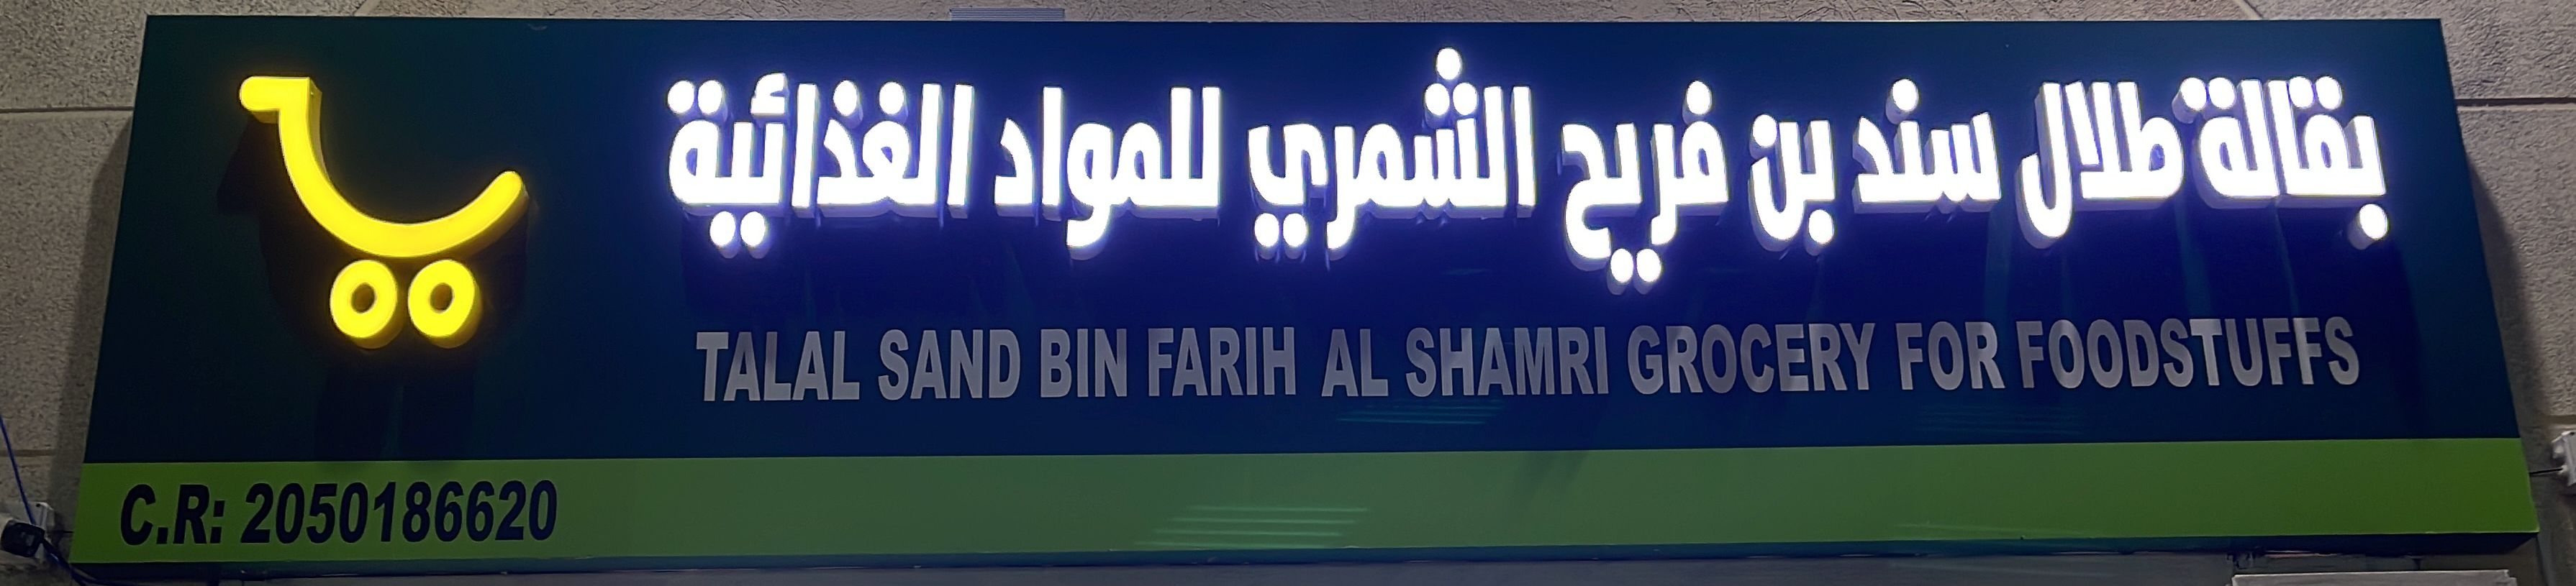 بقالة طلال سند بن فريح الشمري للمواد الغذائية
TALAL SAND BIN FARIH AL SHAMRI GROCERY FOR FOODSTUFFS
C.R: 2050186620